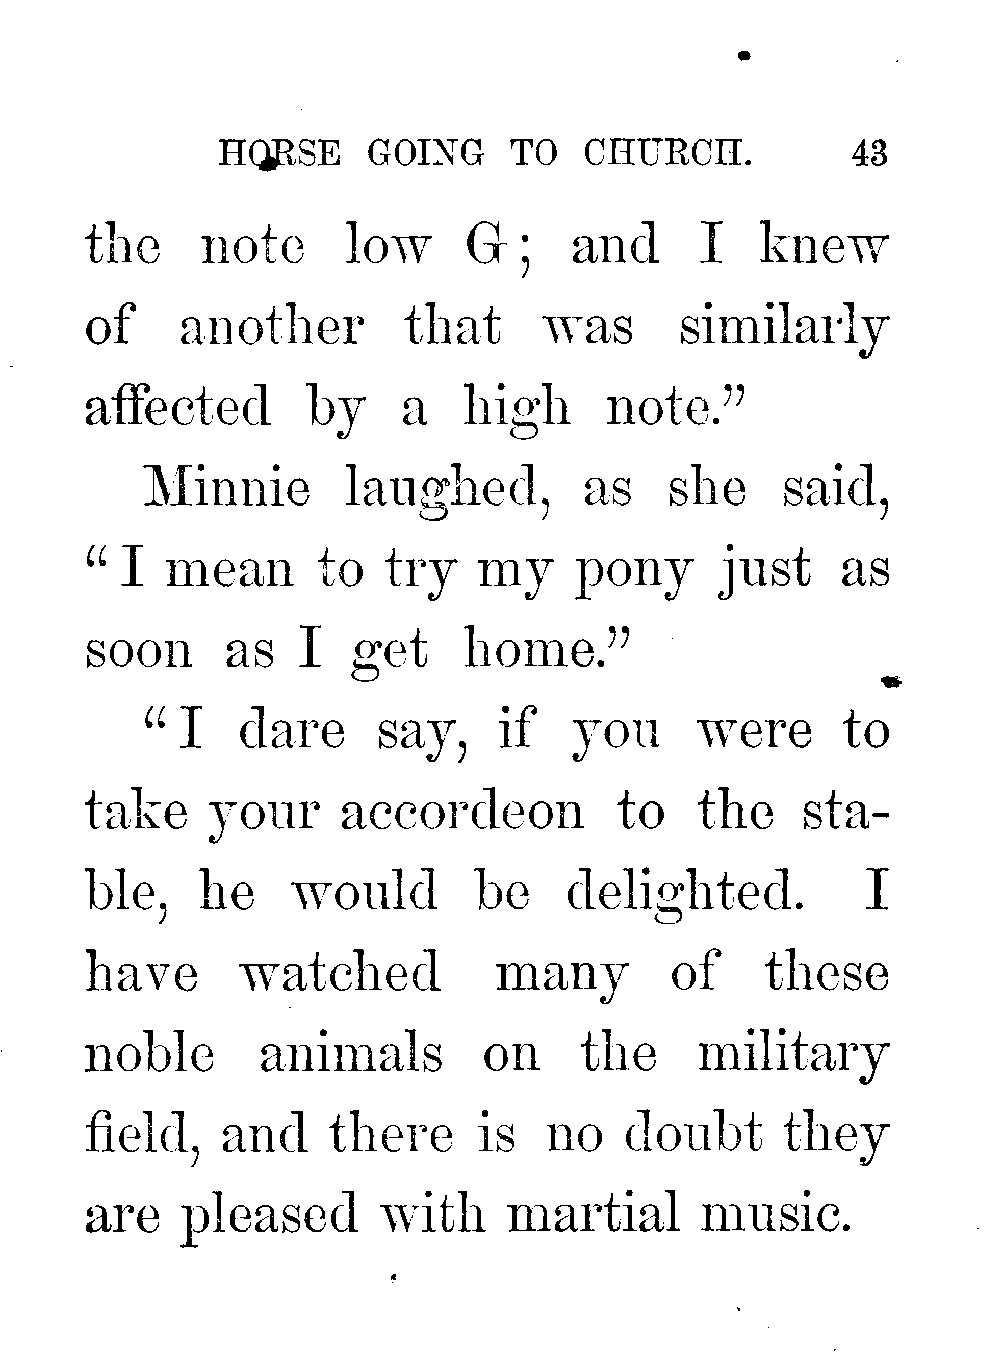 HORSE GOING TO CHURCH. 43
the note low G; and I knew
of another that was similarly
affected by a high note.”
Minnie laughed, as she said,
“I mean to try my pony just as
soon as I get home.”
“I dare say, if you were to
take your accordeon to the sta-
ble, he would be delighted. I
have watched many of these
noble animals on the military
field, and there is no doubt they
are pleased with martial music.